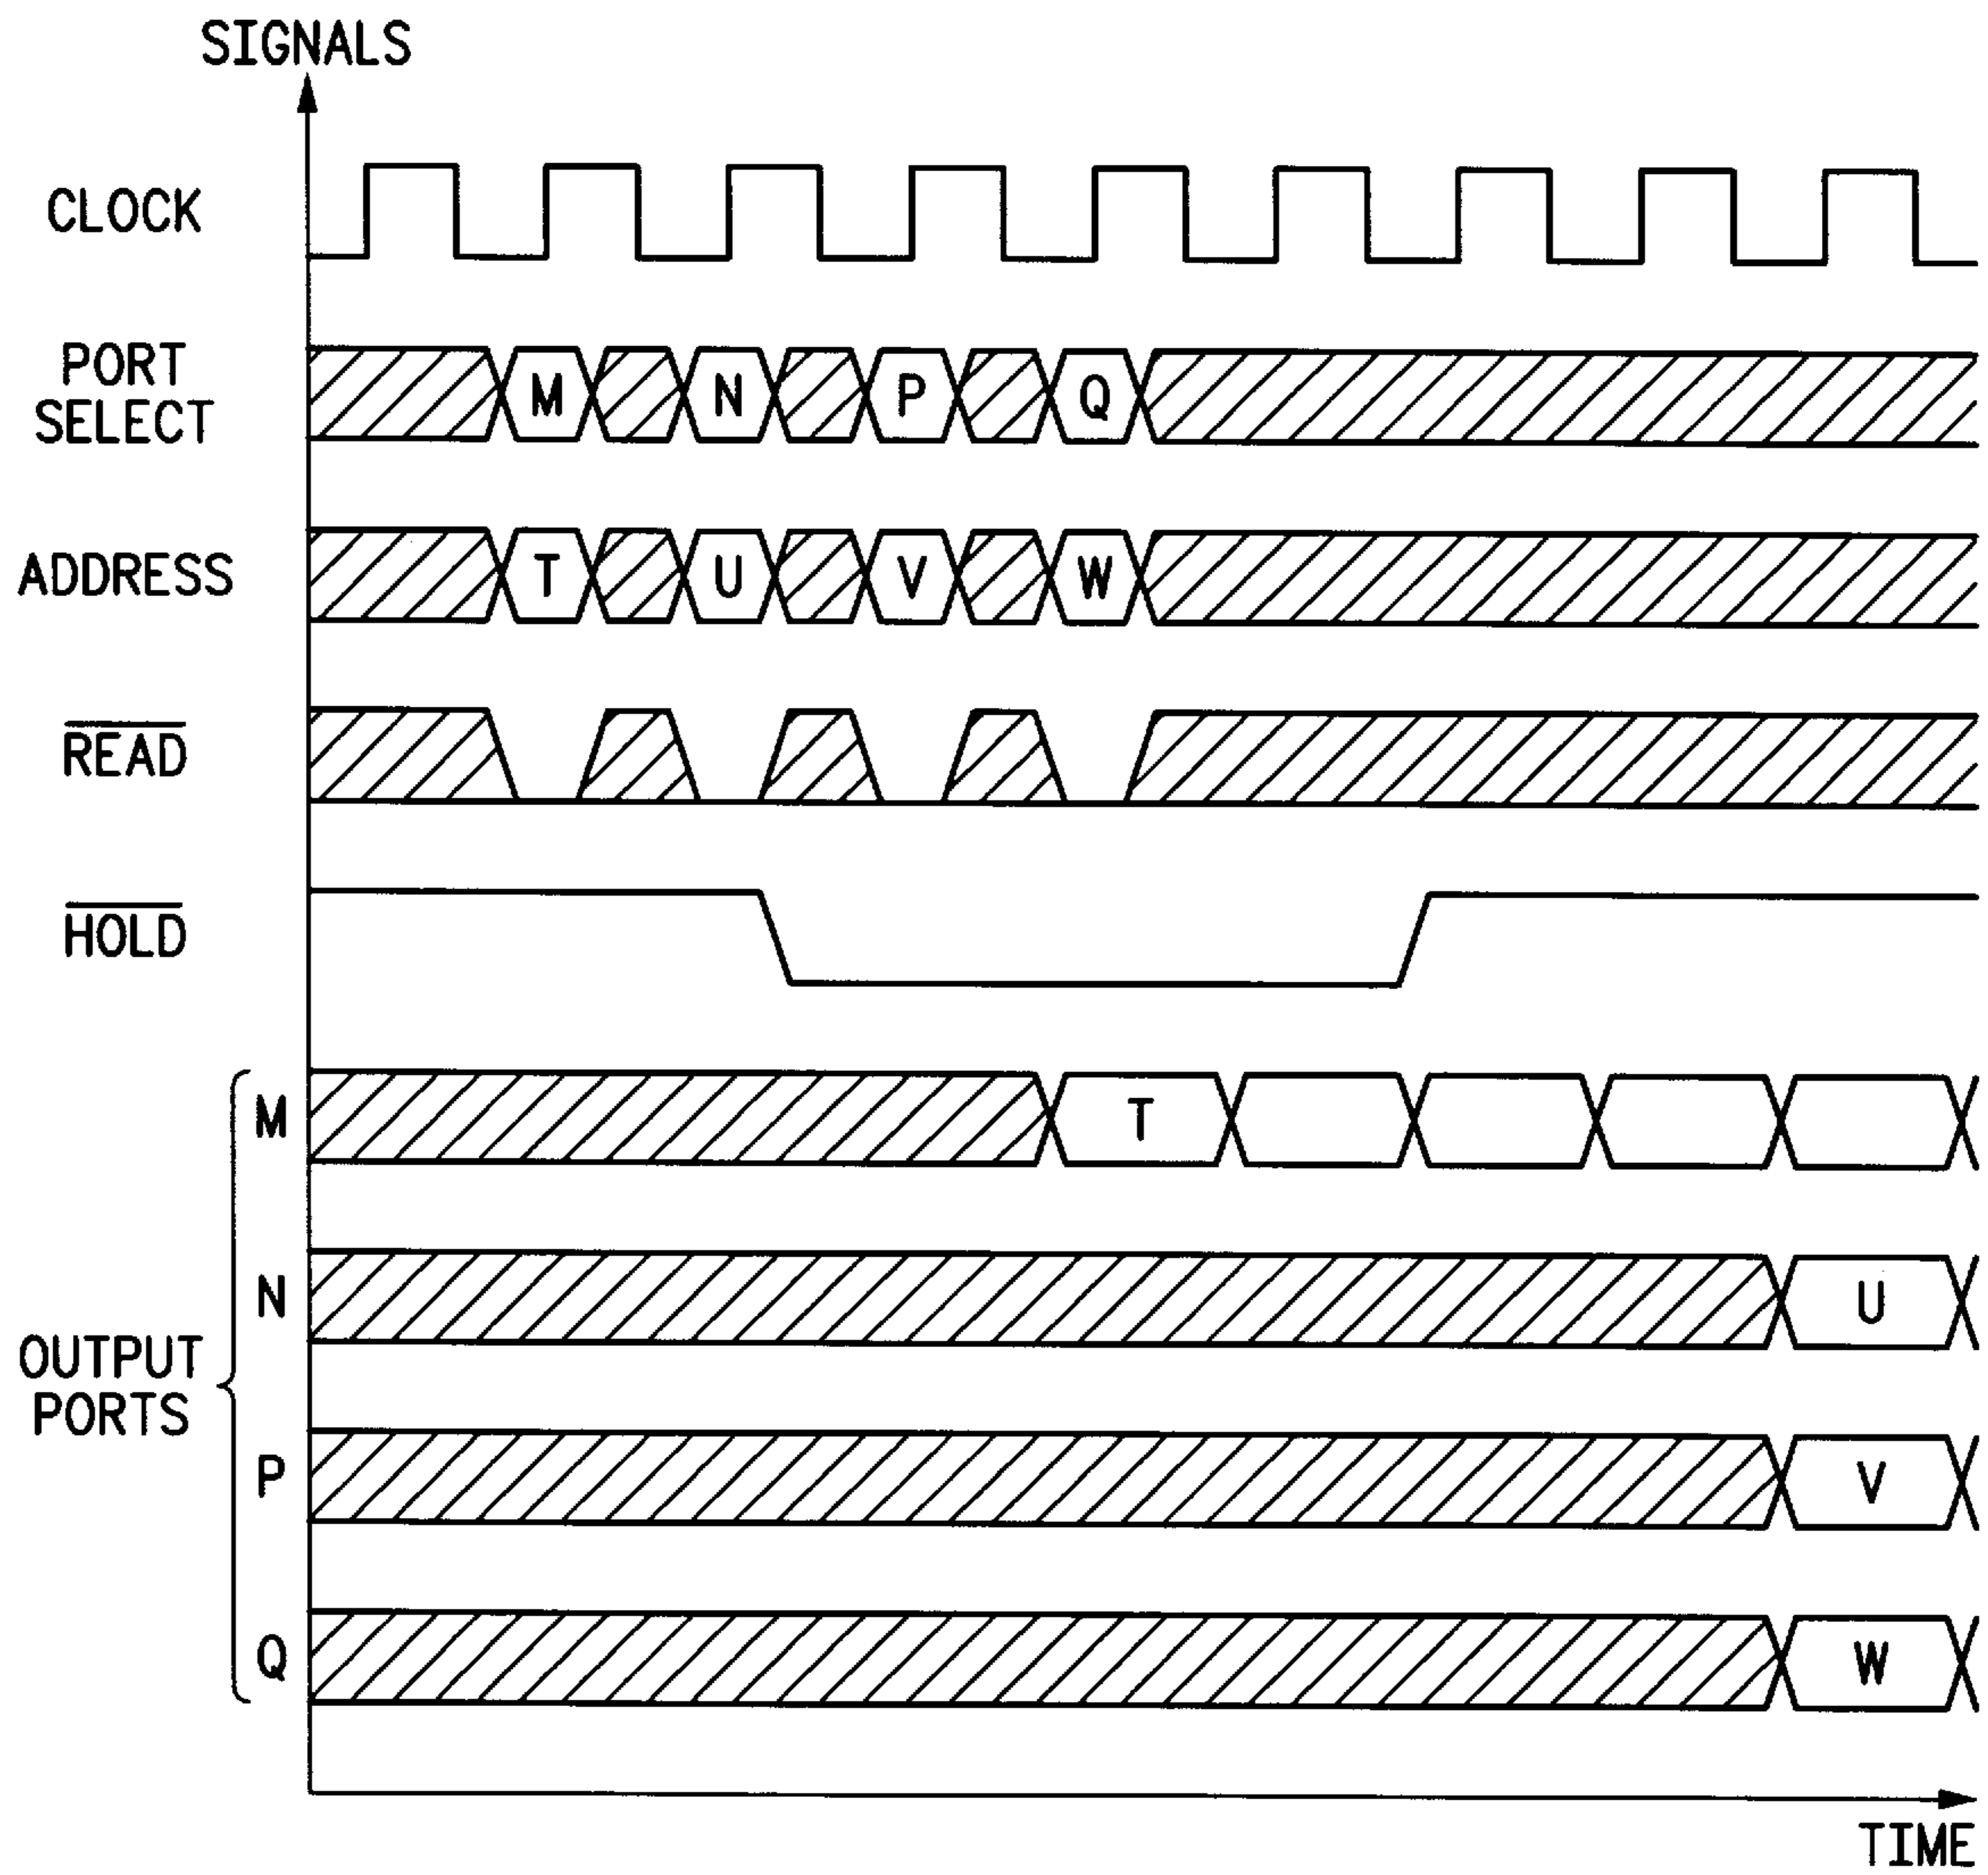 SIGNALS
CLOCK
PORT
SELECT
M N P Q
ADDRESS
T U V W
READ
HOLD
OUTPUT
PORTS
M
T
N
U
P
V
Q
W
TIME